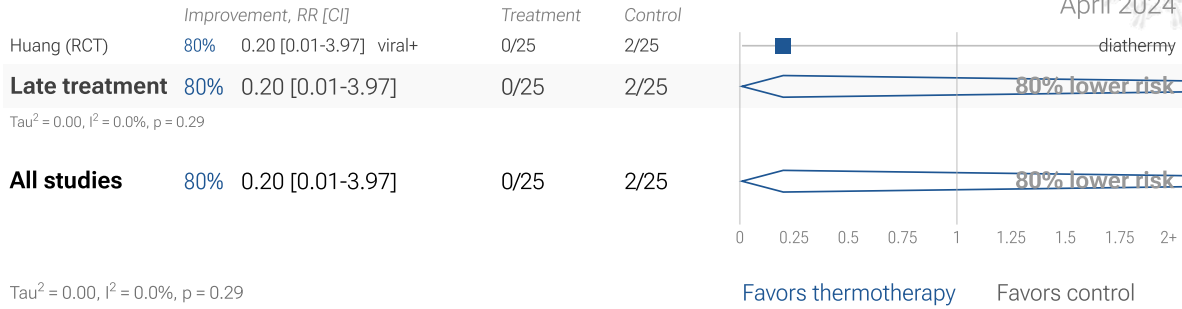 April 2024
Improvement, RR [CI] Treatment Control
Huang (RCT) 80% 0.20 [0.01-3.97] viral+ 0/25 2/25 diathermy
Late treatment 80% 0.20 [0.01-3.97] 0/25 2/25 80% lower risk
Tau² = 0.00, I² = 0.0%, p = 0.29
All studies 80% 0.20 [0.01-3.97] 0/25 2/25 80% lower risk
0 0.25 0.5 0.75 1 1.25 1.5 1.75 2+
Tau² = 0.00, I² = 0.0%, p = 0.29 Favors thermotherapy Favors control